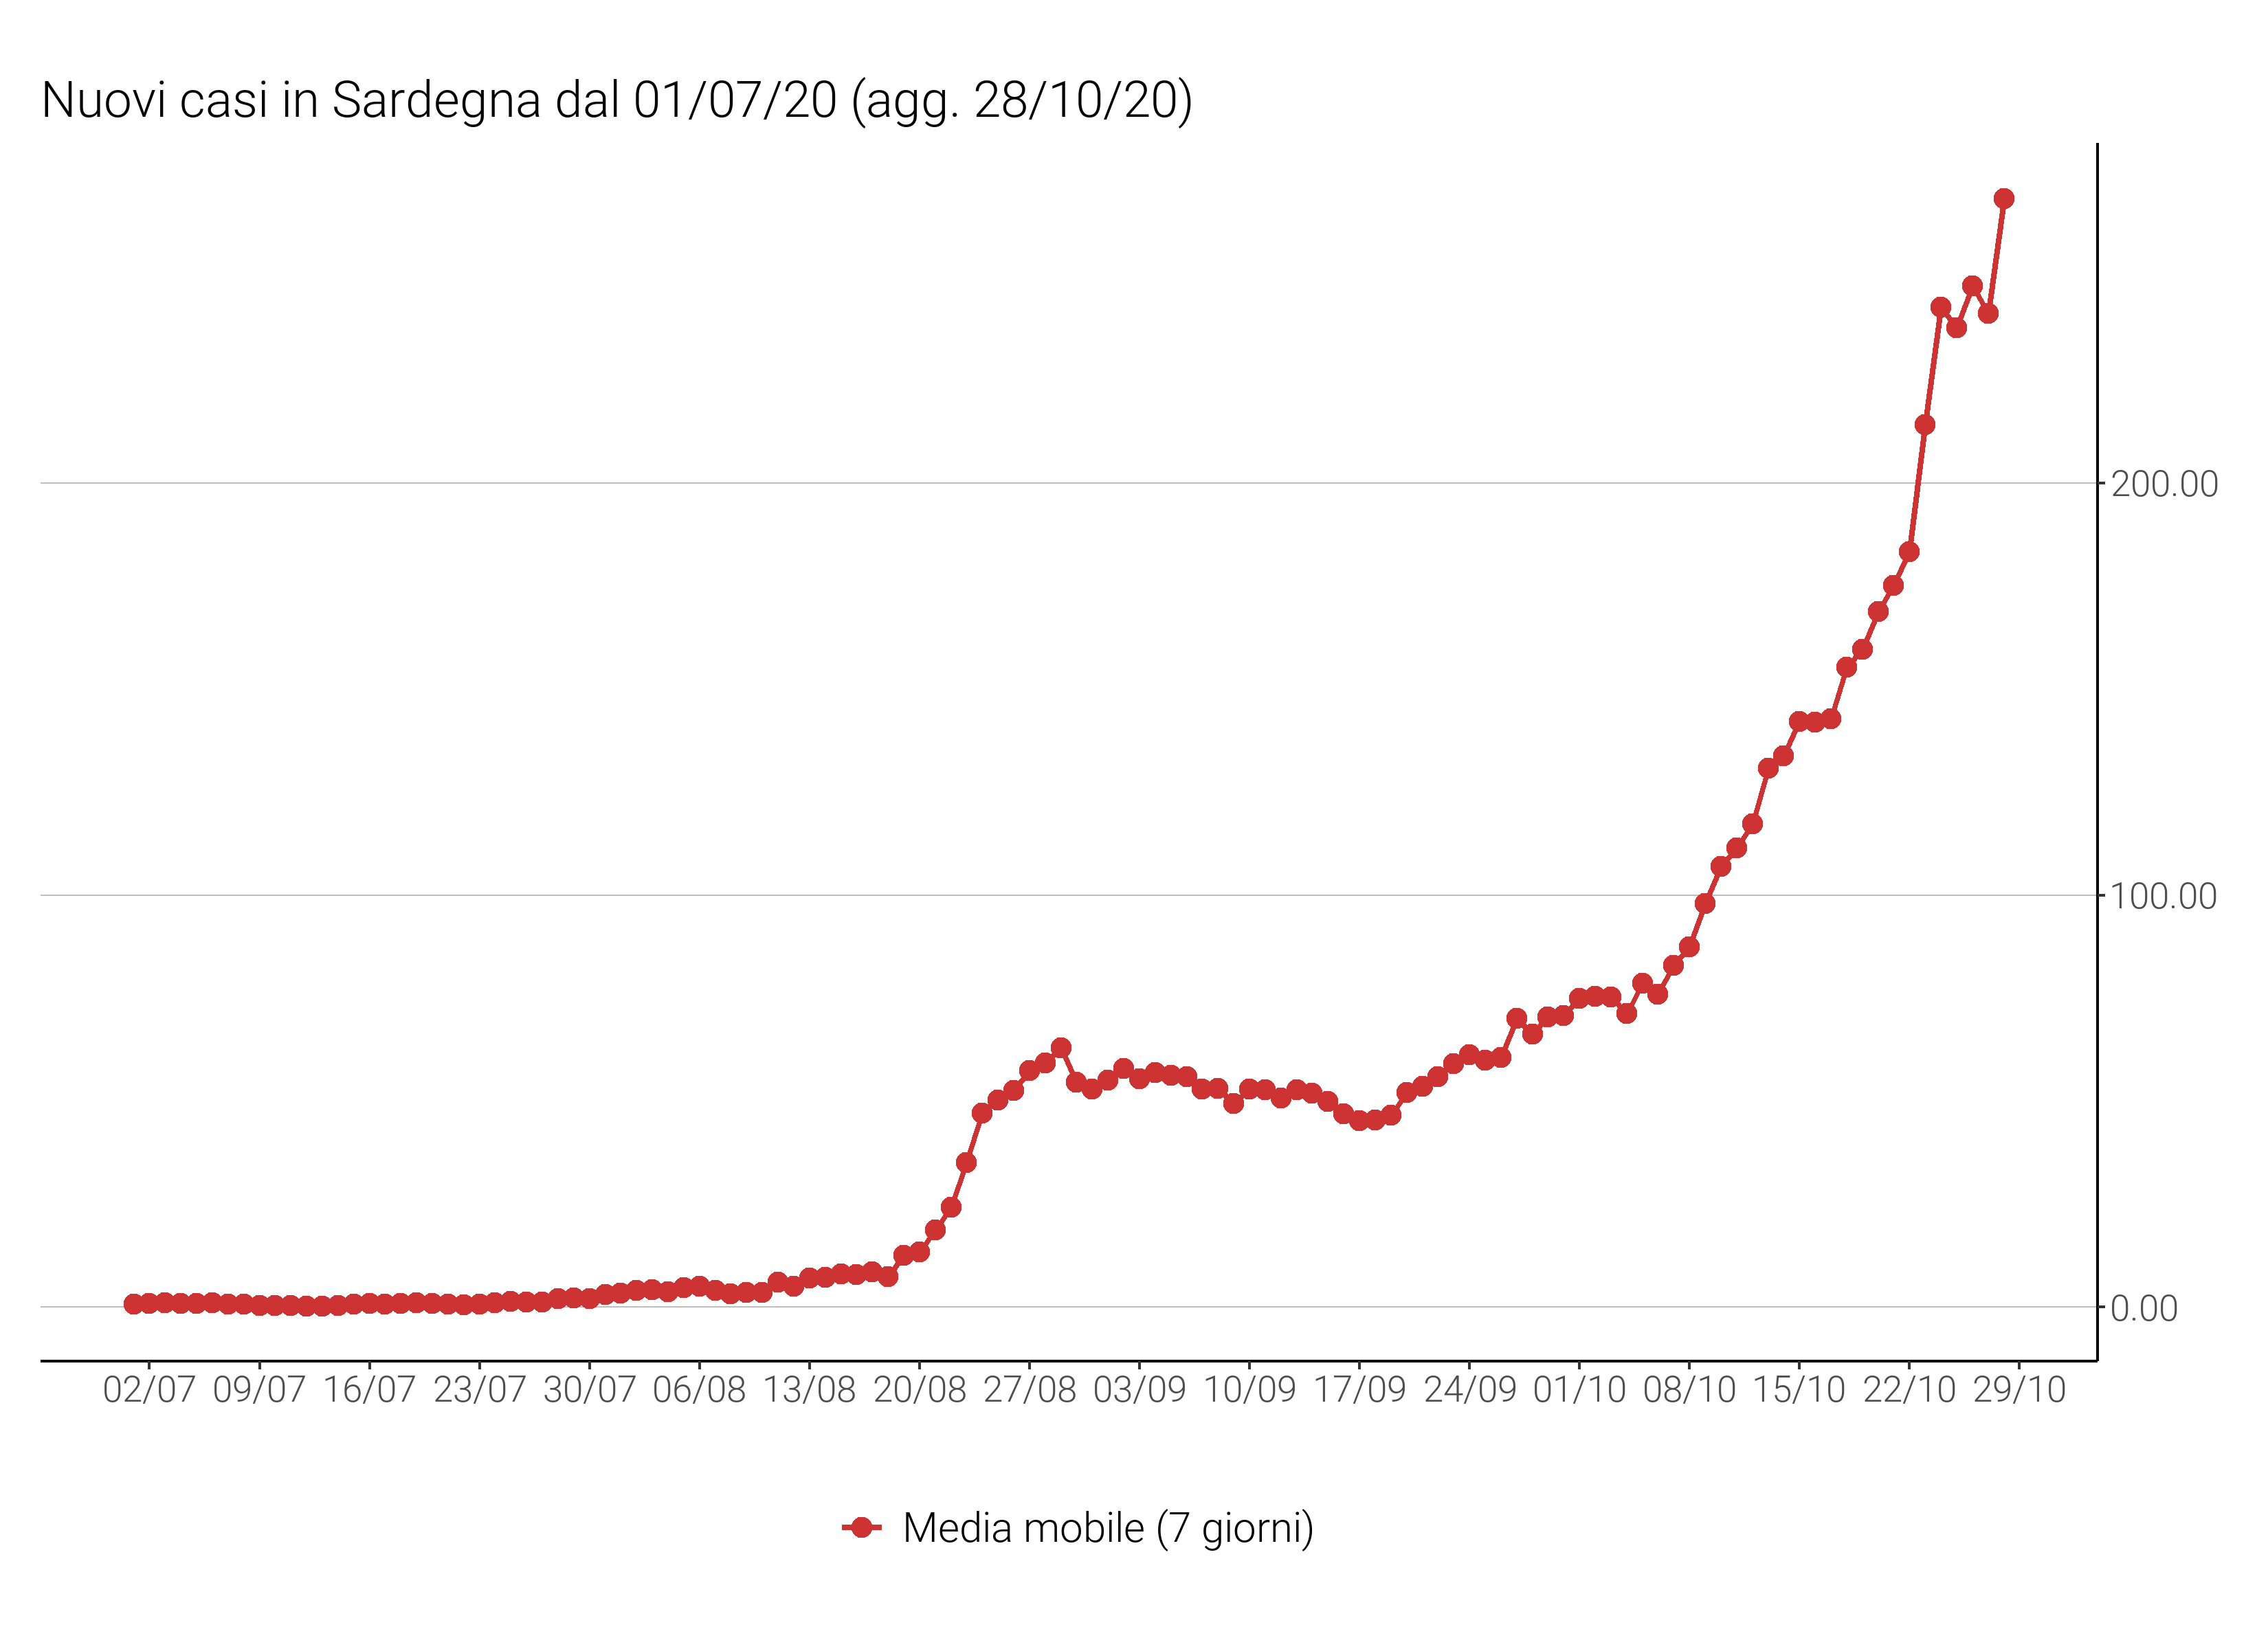 Nuovi casi in Sardegna dal 01/07/20 (agg. 28/10/20)
200.00
100.00
0.00
02/07 09/07 16/07 23/07 30/07 06/08 13/08 20/08 27/08 03/09 10/09 17/09 24/09 01/10 08/10 15/10 22/10 29/10
Media mobile (7 giorni)